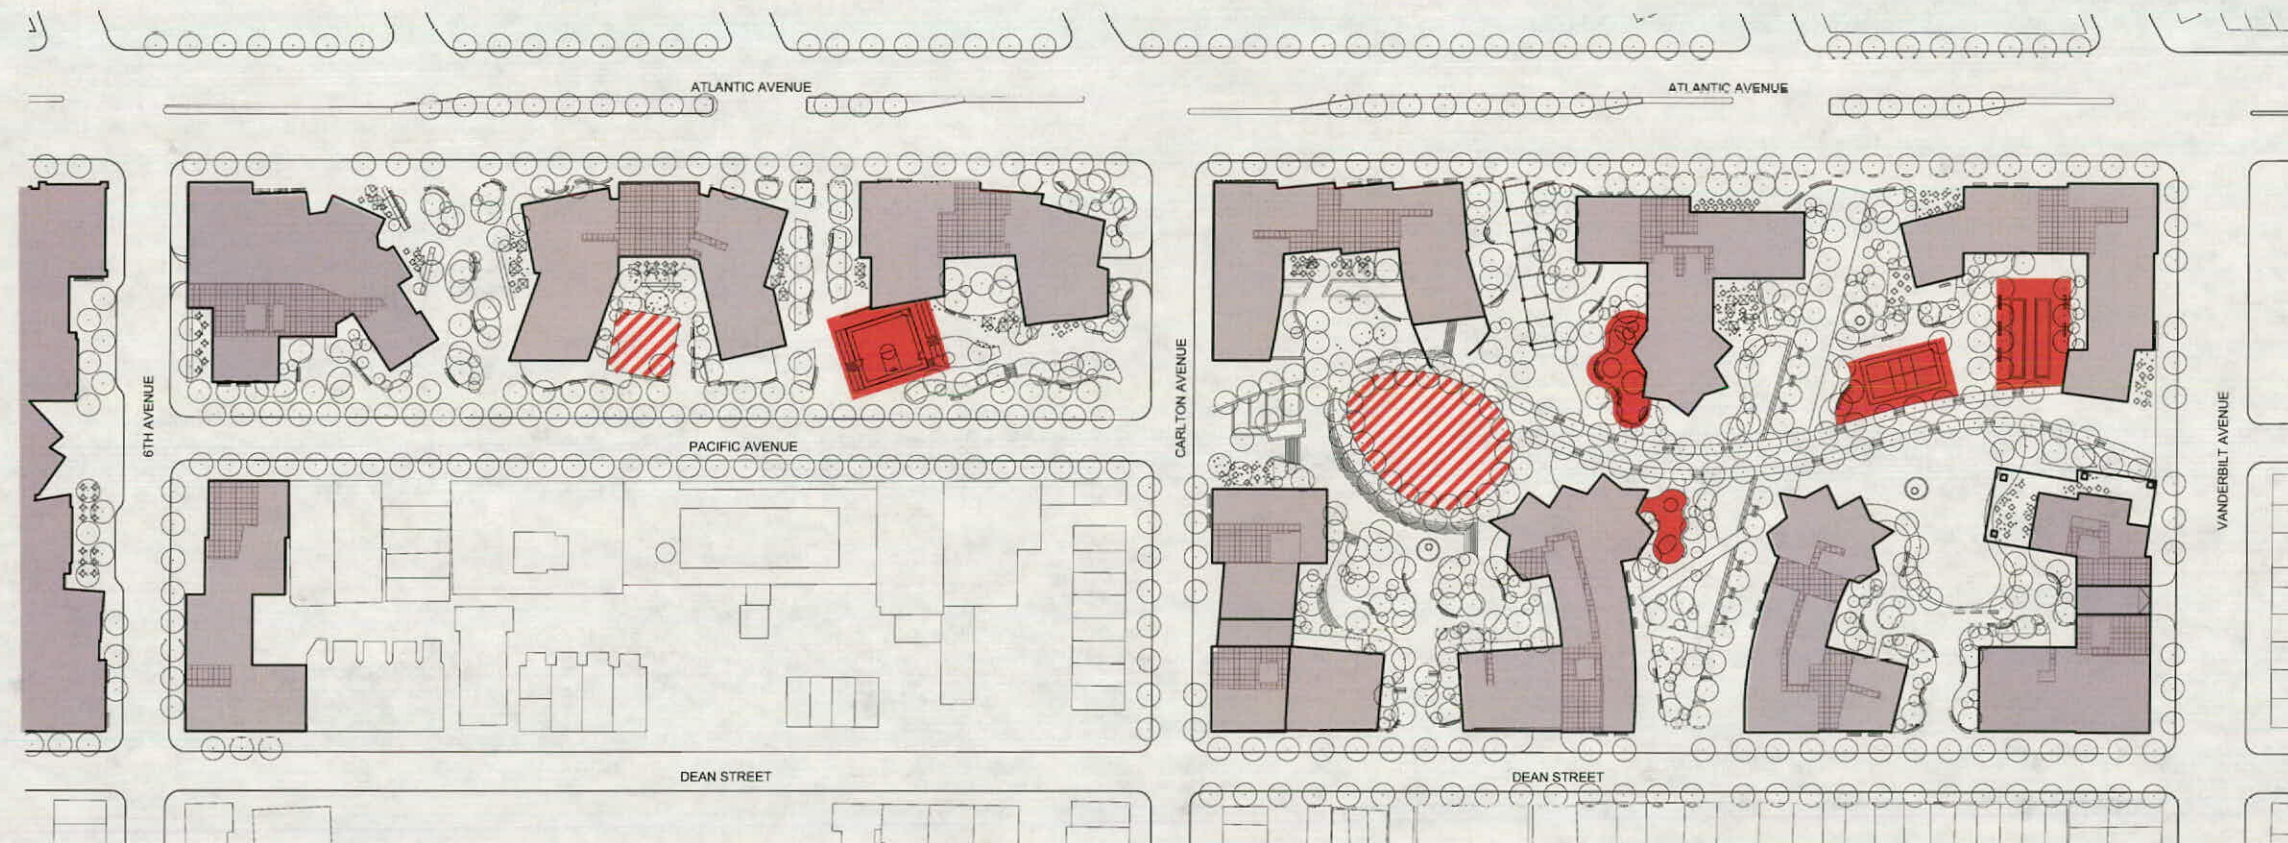 ATLANTIC AVENUE
ATLANTIC AVENUE
6TH AVENUE
PACIFIC AVENUE
CARLTON AVENUE
VANDERBILT AVENUE
DEAN STREET
DEAN STREET